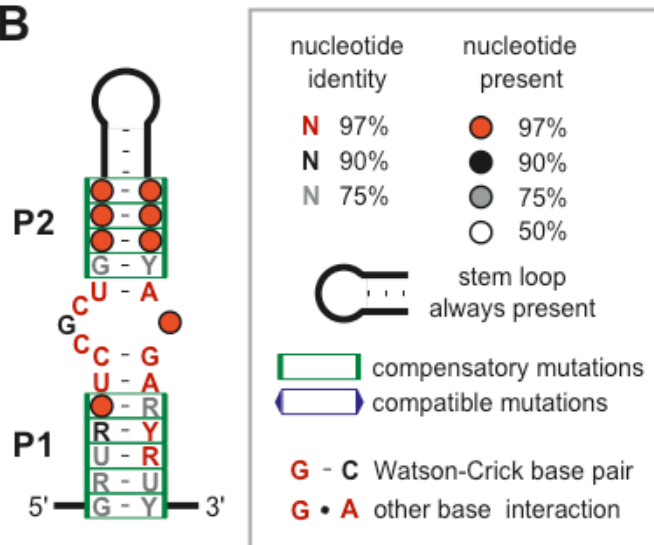 B
P2
G - Y
U - A
C
G
C
C - G
U - A
- R
P1
R - Y
U - R
R - U
5' G - Y 3'
nucleotide identity
N 97%
N 90%
N 75%
nucleotide present
97%
90%
75%
50%
stem loop
always present
compensatory mutations
compatible mutations
G - C Watson-Crick base pair
G • A other base interaction